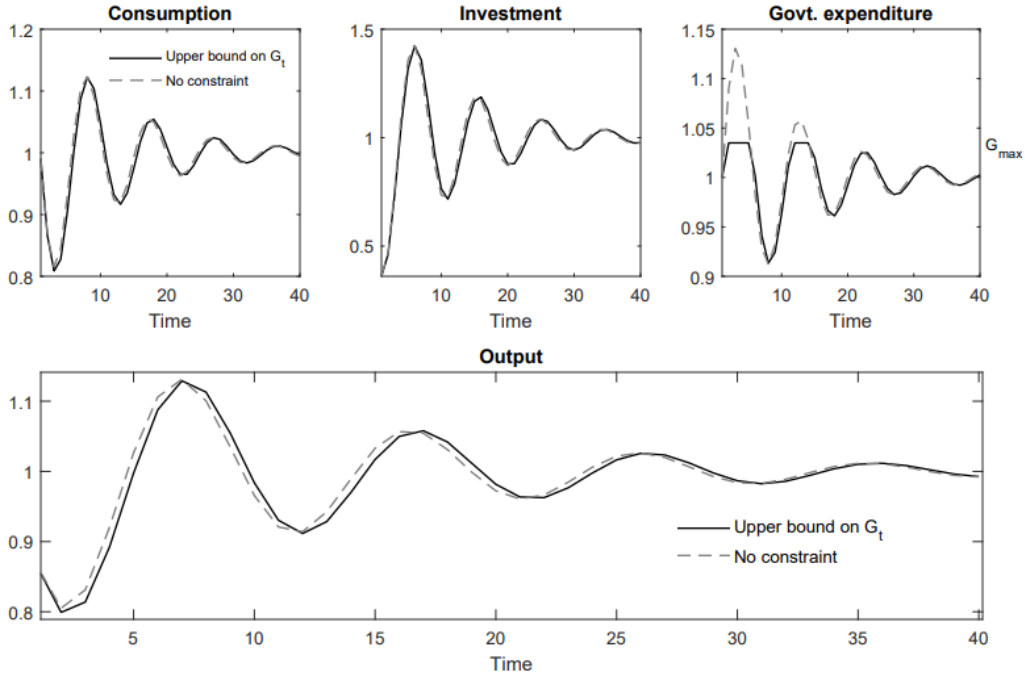 Consumption
Investment
Govt. expenditure
1.2
1.1
1
0.9
0.8
Upper bound on G_t
No constraint
10 20 30 40
Time
1.5
1
0.5
10 20 30 40
Time
1.15
1.1
1.05
1
0.95
0.9
G_max
10 20 30 40
Time
Output
1.1
1
0.9
0.8
Upper bound on G_t
No constraint
5 10 15 20 25 30 35 40
Time